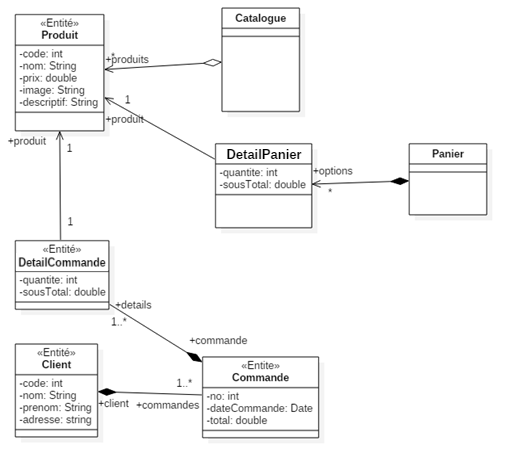 «Entité»
Produit
-code: int
-nom: String
-prix: double
-image: String
-descriptif: String
Catalogue
*
+produits
1
+produit
DetailPanier
-quantite: int
-sousTotal: double
+options
*
Panier
+produit
1
1
«Entité»
DetailCommande
-quantite: int
-sousTotal: double
+details
1..*
+commande
«Entité»
Client
-code: int
-nom: String
-prenom: String
-adresse: string
+client
1..*
+commandes
«Entite»
Commande
-no: int
-dateCommande: Date
-total: double